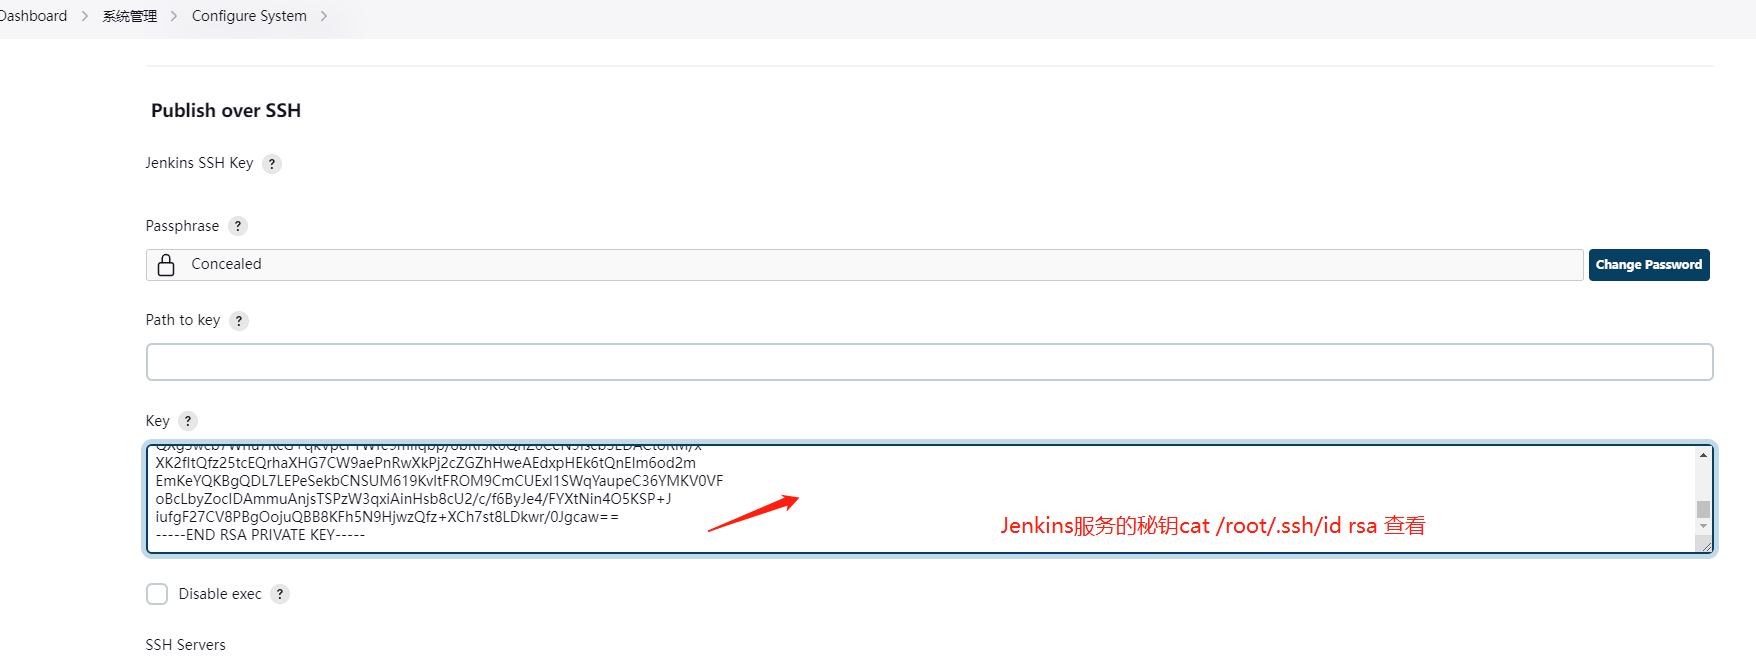 Dashboard
系统管理
Configure System
Publish over SSH
Jenkins SSH Key ?
Passphrase ?
Concealed
Change Password
Path to key ?
Key ?
XK2fltQfz25tcEQrhaXHG7CW9aePnRwXkPj2cZGZhHweAEdxpHEk6tQnElm6od2m
EmKeYQKBgQDL7LEPeSekbCNSUM619KvltFROM9CmCUExl1SWqYaupeC36YMKV0VF
oBcLbyZocIDAmmuAnjsTSPzW3qxiAinHsb8cU2/c/f6ByJe4/FYXtNin4O5KSP+J
iufgF27CV8PBgOojuQBB8KFh5N9HjwzQfz+XCh7st8LDkwr/0Jgcaw==
-----END RSA PRIVATE KEY-----
Jenkins服务的秘钥cat /root/.ssh/id rsa 查看
Disable exec ?
SSH Servers